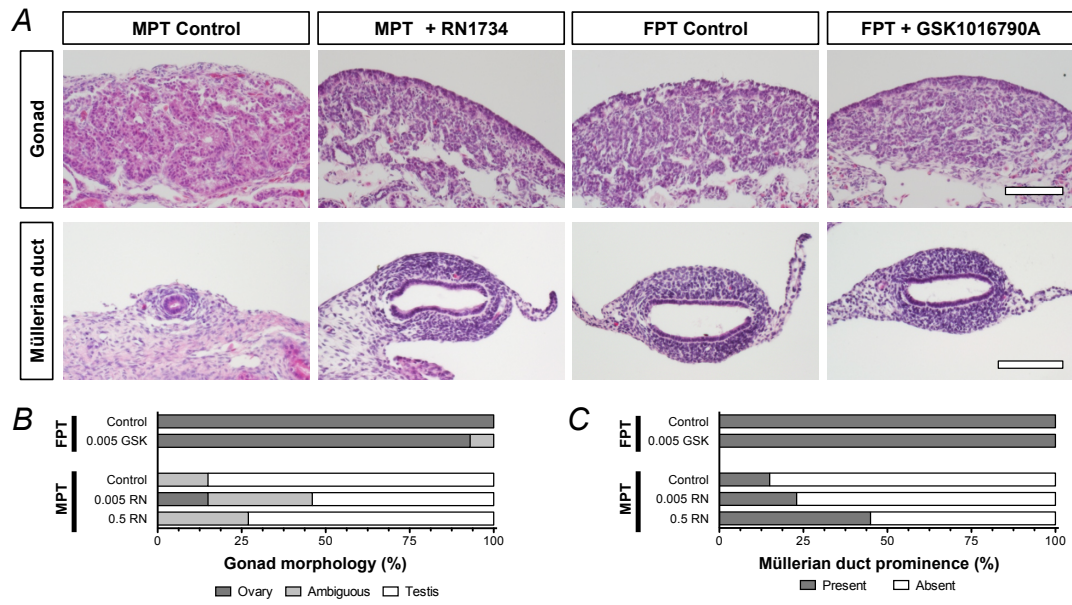 A
MPT Control
MPT + RN1734
FPT Control
FPT + GSK1016790A
Gonad
Müllerian duct
B
FPT
Control
0.005 GSK
MPT
Control
0.005 RN
0.5 RN
0 25 50 75 100
Gonad morphology (%)
Ovary Ambiguous Testis
C
FPT
Control
0.005 GSK
MPT
Control
0.005 RN
0.5 RN
0 25 50 75 100
Müllerian duct prominence (%)
Present Absent